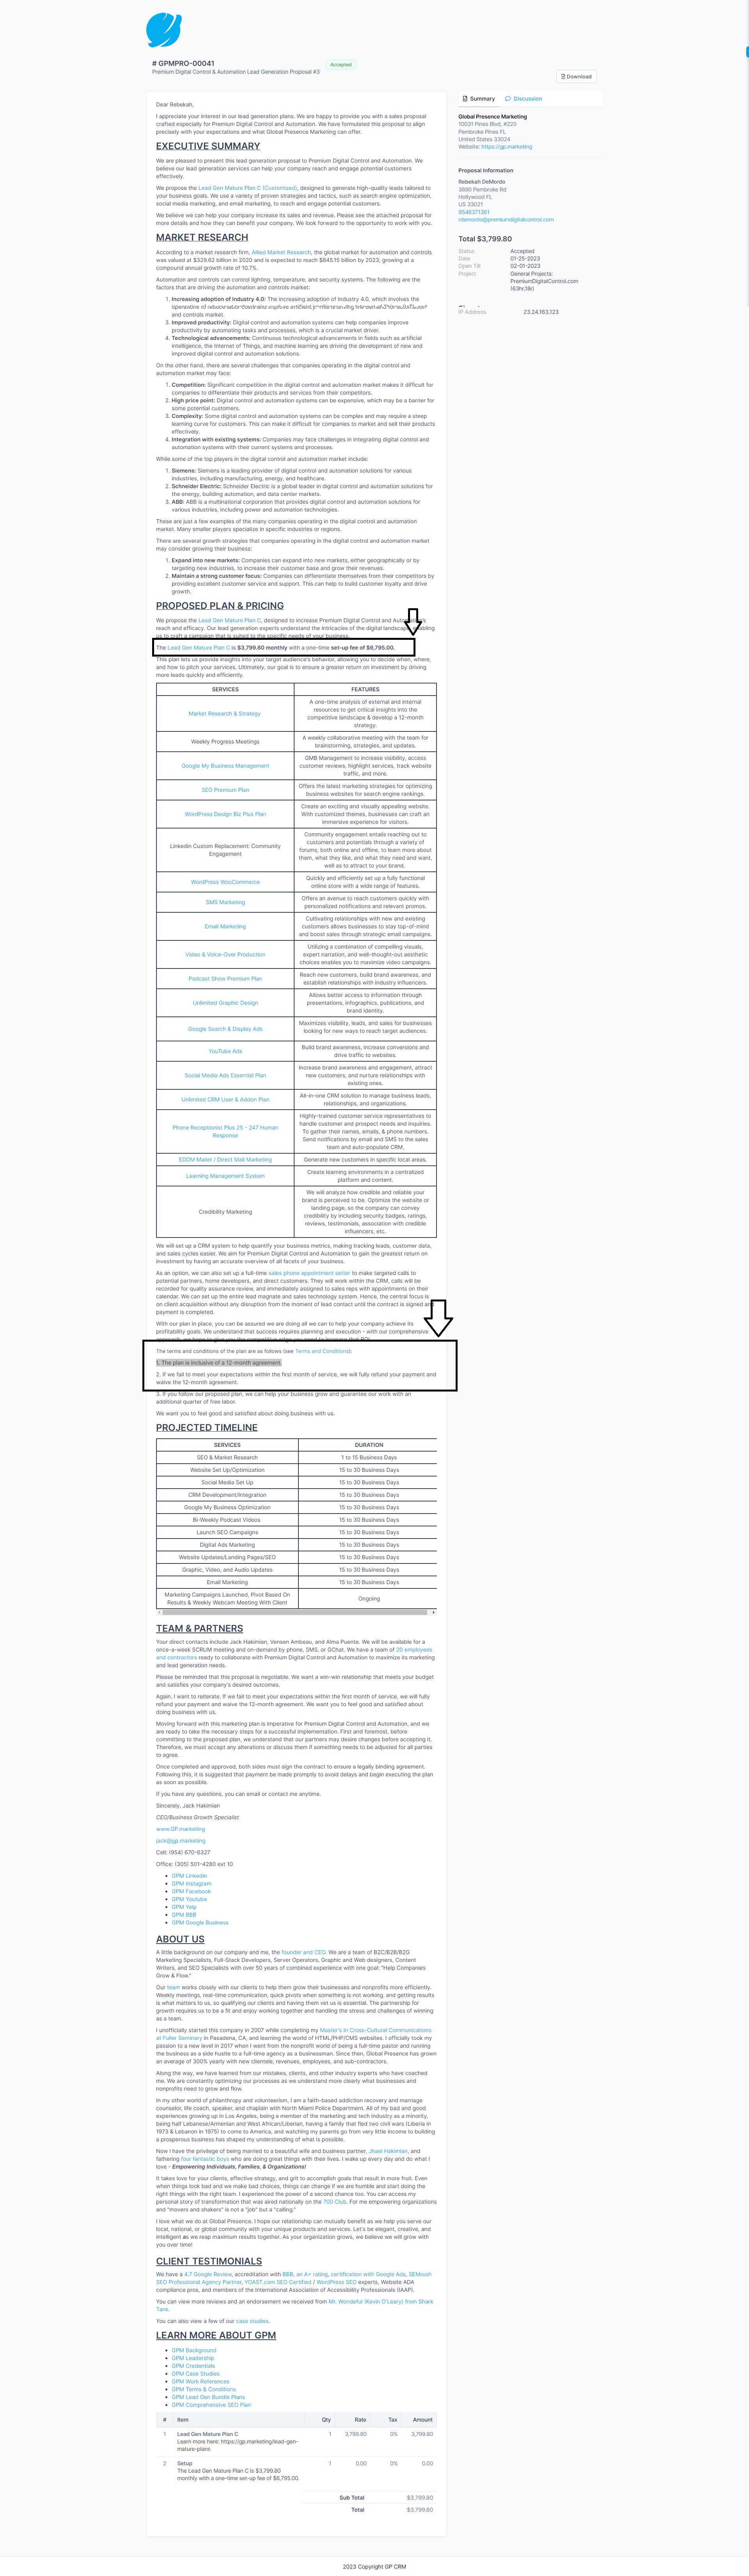 # GPMPRO-00041
Accepted
Premium Digital Control & Automation Lead Generation Proposal #3
Download
Dear Rebekah,
I appreciate your interest in our lead generation plans. We are happy to provide you with a sales proposal
crafted especially for Premium Digital Control and Automation. We have formulated this proposal to align
precisely with your expectations and what Global Presence Marketing can offer.
EXECUTIVE SUMMARY
We are pleased to present this lead generation proposal to Premium Digital Control and Automation. We
believe our lead generation services can help your company reach and engage potential customers
effectively.
We propose the Lead Gen Mature Plan C (Customized), designed to generate high-quality leads tailored to
your business goals. We use a variety of proven strategies and tactics, such as search engine optimization,
social media marketing, and email marketing, to reach and engage potential customers.
We believe we can help your company increase its sales and revenue. Please see the attached proposal for
more details and how they can benefit your company. We look forward to the opportunity to work with you.
MARKET RESEARCH
According to a market research firm, Allied Market Research, the global market for automation and controls
was valued at $329.62 billion in 2020 and is expected to reach $845.15 billion by 2023, growing at a
compound annual growth rate of 10.7%.
Automation and controls can control lighting, temperature, and security systems. The following are the
factors that are driving the automation and controls market:
1. Increasing adoption of Industry 4.0: The increasing adoption of Industry 4.0, which involves the
and controls market.
3. Improved productivity: Digital control and automation systems can help companies improve
productivity by automating tasks and processes, which is a crucial market driver.
4. Technological advancements: Continuous technological advancements in fields such as artificial
intelligence, the Internet of Things, and machine learning are driving the development of new and
improved digital control and automation solutions.
On the other hand, there are several challenges that companies operating in the digital control and
automation market may face:
1. Competition: Significant competition in the digital control and automation market makes it difficult for
companies to differentiate their products and services from their competitors.
2. High price point: Digital control and automation systems can be expensive, which may be a barrier for
some potential customers.
3. Complexity: Some digital control and automation systems can be complex and may require a steep
learning curve for customers. This can make it difficult for companies to market and sell their products
effectively.
4. Integration with existing systems: Companies may face challenges in integrating digital control and
automation systems with their current systems and processes.
While some of the top players in the digital control and automation market include:
1. Siemens: Siemens is a leading provider of digital control and automation solutions for various
industries, including manufacturing, energy, and healthcare.
2. Schneider Electric: Schneider Electric is a global leader in digital control and automation solutions for
the energy, building automation, and data center markets.
3. ABB: ABB is a multinational corporation that provides digital control and automation solutions for
various industries, including power and automation technologies.
These are just a few examples of the many companies operating in the digital control and automation
market. Many smaller players specialize in specific industries or regions.
There are several growth strategies that companies operating in the digital control and automation market
may consider growing their business:
1. Expand into new markets: Companies can expand into new markets, either geographically or by
targeting new industries, to increase their customer base and grow their revenues.
2. Maintain a strong customer focus: Companies can differentiate themselves from their competitors by
providing excellent customer service and support. This can help to build customer loyalty and drive
growth.
PROPOSED PLAN & PRICING
We propose the Lead Gen Mature Plan C, designed to increase Premium Digital Control and
reach and efficacy. Our lead generation experts understand the intricacies of the digital landscape
us to craft a campaign that is suited to the specific needs of your business.
The Lead Gen Mature Plan C is $3,799.80 monthly with a one-time set-up fee of $6,795.00.
This plan lets us provide insights into your target audience's behavior, allowing you to decide when, where,
and how to pitch your services. Ultimately, our goal is to ensure a greater return on investment by driving
more leads quickly and efficiently.
SERVICES FEATURES
Market Research & Strategy
A one-time analysis of external and internal
resources to get critical insights into the
competitive landscape & develop a 12-month
strategy.
Weekly Progress Meetings
A weekly collaborative meeting with the team for
brainstorming, strategies, and updates.
Google My Business Management
GMB Management to increase visibility, access
customer reviews, highlight services, track website
traffic, and more.
SEO Premium Plan
Offers the latest marketing strategies for optimizing
business websites for search engine rankings.
WordPress Design Biz Plus Plan
Create an exciting and visually appealing website.
With customized themes, businesses can craft an
immersive experience for visitors.
Linkedin Custom Replacement: Community
Engagement
Community engagement entails reaching out to
customers and potentials through a variety of
forums, both online and offline, to learn more about
them, what they like, and what they need and want,
well as to attract to your brand.
WordPress WooCommerce
Quickly and efficiently set up a fully functional
online store with a wide range of features.
SMS Marketing
Offers an avenue to reach customers quickly with
personalized notifications and relevant promos.
Email Marketing
Cultivating relationships with new and existing
customers allows businesses to stay top-of-mind
and boost sales through strategic email campaigns.
Video & Voice-Over Production
Utilizing a combination of compelling visuals,
expert narration, and well-thought-out aesthetic
choices enables you to maximize video campaigns.
Podcast Show Premium Plan
Reach new customers, build brand awareness, and
establish relationships with industry influencers.
Unlimited Graphic Design
Allows better access to information through
presentations, infographics, publications, and
brand identity.
Google Search & Display Ads
Maximizes visibility, leads, and sales for businesses
looking for new ways to reach target audiences.
YouTube Ads
Build brand awareness, increase conversions and
drive traffic to websites.
Social Media Ads Essential Plan
Increase brand awareness and engagement, attract
new customers, and nurture relationships with
existing ones.
Unlimited CRM User & Addon Plan
All-in-one CRM solution to manage business leads,
relationships, and organizations.
Phone Receptionist Plus 25 - 247 Human
Response
Highly-trained customer service representatives to
handle customer and prospect needs and inquiries.
To gather their names, emails, & phone numbers.
Send notifications by email and SMS to the sales
team and auto-populate CRM.
EDDM Mailer / Direct Mail Marketing
Generate new customers in specific local areas.
Learning Management System
Create learning environments in a centralized
platform and content.
Credibility Marketing
We will analyze how credible and reliable your
brand is perceived to be. Optimize the website or
landing page, so the company can convey
credibility by including security badges, ratings,
reviews, testimonials, association with credible
influencers, etc.
We will set up a CRM system to help quantify your business metrics, making tracking leads, customer data,
and sales cycles easier. We aim for Premium Digital Control and Automation to gain the greatest return on
investment by having an accurate overview of all facets of your business.
As an option, we can also set up a full-time sales phone appointment setter to make targeted calls to
potential partners, home developers, and direct customers. They will work within the CRM, calls will be
recorded for quality assurance review, and immediately assigned to sales with appointments in their
calendar. We can set up the entire lead management and sales technology system. Hence, the central focus is
on client acquisition without any disruption from the moment of lead contact until the contract is signed and
payment is completed.
With our plan in place, you can be assured we are doing all we can to help your company achieve its
profitability goals. We understand that success requires planning and execution - with our comprehensive
The terms and conditions of the plan are as follows (see Terms and Conditions):
1. The plan is inclusive of a 12-month agreement.
2. If we fail to meet your expectations within the first month of service, we will fully refund your payment and
waive the 12-month agreement.
3. If you follow our proposed plan, we can help your business grow and guarantee our work with an
additional quarter of free labor.
We want you to feel good and satisfied about doing business with us.
PROJECTED TIMELINE
SERVICES DURATION
SEO & Market Research 1 to 15 Business Days
Website Set Up/Optimization 15 to 30 Business Days
Social Media Set Up 15 to 30 Business Days
CRM Development/Integration 15 to 30 Business Days
Google My Business Optimization 15 to 30 Business Days
Bi-Weekly Podcast Videos 15 to 30 Business Days
Launch SEO Campaigns 15 to 30 Business Days
Digital Ads Marketing 15 to 30 Business Days
Website Updates/Landing Pages/SEO 15 to 30 Business Days
Graphic, Video, and Audio Updates 15 to 30 Business Days
Email Marketing 15 to 30 Business Days
Marketing Campaigns Launched, Pivot Based On
Results & Weekly Webcam Meeting With Client
Ongoing
TEAM & PARTNERS
Your direct contacts include Jack Hakimian, Vensen Ambeau, and Alma Puente. We will be available for a
once-a-week SCRUM meeting and on-demand by phone, SMS, or GChat. We have a team of 20 employees
and contractors ready to collaborate with Premium Digital Control and Automation to maximize its marketing
and lead generation needs.
Please be reminded that this proposal is negotiable. We want a win-win relationship that meets your budget
and satisfies your company's desired outcomes.
Again, I want to reiterate. If we fail to meet your expectations within the first month of service, we will fully
refund your payment and waive the 12-month agreement. We want you to feel good and satisfied about
doing business with us.
Moving forward with this marketing plan is imperative for Premium Digital Control and Automation, and we
are ready to take the necessary steps for a successful implementation. First and foremost, before
committing to the proposed plan, we understand that our partners may desire changes before accepting it.
Therefore, we must accept any alterations or discuss them if something needs to be adjusted for all parties
to agree.
Once completed and approved, both sides must sign the contract to ensure a legally binding agreement.
Following this, it is suggested that payment be made promptly to avoid delays and begin executing the plan
as soon as possible.
If you have any questions, you can email or contact me anytime.
Sincerely, Jack Hakimian
CEO/Business Growth Specialist
www.GP.marketing
jack@gp.marketing
Cell: (954) 670-6327
Office: (305) 501-4280 ext 10
GPM Linkedin
GPM Instagram
GPM Facebook
GPM Youtube
GPM Yelp
GPM BBB
GPM Google Business
ABOUT US
A little background on our company and me, the founder and CEO. We are a team of B2C/B2B/B2G
Marketing Specialists, Full-Stack Developers, Server Operators, Graphic and Web designers, Content
Writers, and SEO Specialists with over 50 years of combined experience with one goal: "Help Companies
Grow & Flow."
Our team works closely with our clients to help them grow their businesses and nonprofits more efficiently.
Weekly meetings, real-time communication, quick pivots when something is not working, and getting results
is what matters to us, so qualifying our clients and having them vet us is essential. The partnership for
growth requires us to be a fit and enjoy working together and handling the stress and challenges of winning
as a team.
I unofficially started this company in 2007 while completing my Master's in Cross-Cultural Communications
at Fuller Seminary in Pasadena, CA, and learning the world of HTML/PHP/CMS websites. I officially took my
passion to a new level in 2017 when I went from the nonprofit world of being a full-time pastor and running
the business as a side hustle to a full-time agency as a businessman. Since then, Global Presence has grown
an average of 300% yearly with new clientele, revenues, employees, and sub-contractors.
Along the way, we have learned from our mistakes, clients, and other industry experts who have coached
me. We are constantly optimizing our processes as we understand more clearly what businesses and
nonprofits need to grow and flow.
In my other world of philanthropy and volunteerism, I am a faith-based addiction recovery and marriage
counselor, life coach, speaker, and chaplain with North Miami Police Department. All of my bad and good
experiences growing up in Los Angeles, being a member of the marketing and tech industry as a minority,
being half Lebanese/Armenian and West African/Liberian, having a family that fled two civil wars (Liberia in
1973 & Lebanon in 1975) to come to America, and watching my parents go from very little income to building
a prosperous business has shaped my understanding of what is possible.
Now I have the privilege of being married to a beautiful wife and business partner, Jhael Hakimian, and
fathering four fantastic boys who are doing great things with their lives. I wake up every day and do what I
love - Empowering Individuals, Families, & Organizations!
It takes love for your clients, effective strategy, and grit to accomplish goals that result in more fruit. Even
when things look bad and we make bad choices, things can change if we are humble and start doing the
right things with the right team. I experienced the power of a second chance too. You can access my
personal story of transformation that was aired nationally on the 700 Club. For me empowering organizations
and "movers and shakers" is not a "job" but a "calling."
I love what we do at Global Presence. I hope our relationship can mutually benefit as we help you serve our
local, national, or global community with your unique products and services. Let's be elegant, creative, and
intelligent as we reap maximum results together. As your organization grows, we believe we will grow with
you over time!
CLIENT TESTIMONIALS
We have a 4.7 Google Review, accreditation with BBB, an A+ rating, certification with Google Ads, SEMrush
SEO Professional Agency Partner, YOAST.com SEO Certified / WordPress SEO experts, Website ADA
compliance pros, and members of the International Association of Accessibility Professionals (IAAP).
You can view more reviews and an endorsement we received from Mr. Wondeful (Kevin O'Leary) from Shark
Tank.
You can also view a few of our case studies.
LEARN MORE ABOUT GPM
GPM Background
GPM Leadership
GPM Credentials
GPM Case Studies
GPM Work References
GPM Terms & Conditions
GPM Lead Gen Bundle Plans
GPM Comprehensive SEO Plan
# Item Qty Rate Tax Amount
1 Lead Gen Mature Plan C 1 3,799.80 0% 3,799.80
Learn more here: https://gp.marketing/lead-gen-
mature-plans
2 Setup 1 0.00 0% 0.00
The Lead Gen Mature Plan C is $3,799.80
monthly with a one-time set-up fee of $6,795.00.
Sub Total $3,799.80
Total $3,799.80
Summary Discussion
Global Presence Marketing
10031 Pines Blvd, #220
Pembroke Pines FL
United States 33024
Website: https://gp.marketing
Proposal Information
Rebekah DeMordo
3890 Pembroke Rd
Hollywood FL
US 33021
9546371361
rdemordo@premiumdigitalcontrol.com
Total $3,799.80
Status Accepted
Date 01-25-2023
Open Till 02-01-2023
Project General Projects:
PremiumDigitalControl.com
(63hr,18r)
IP Address 23.24.163.123
2023 Copyright GP CRM